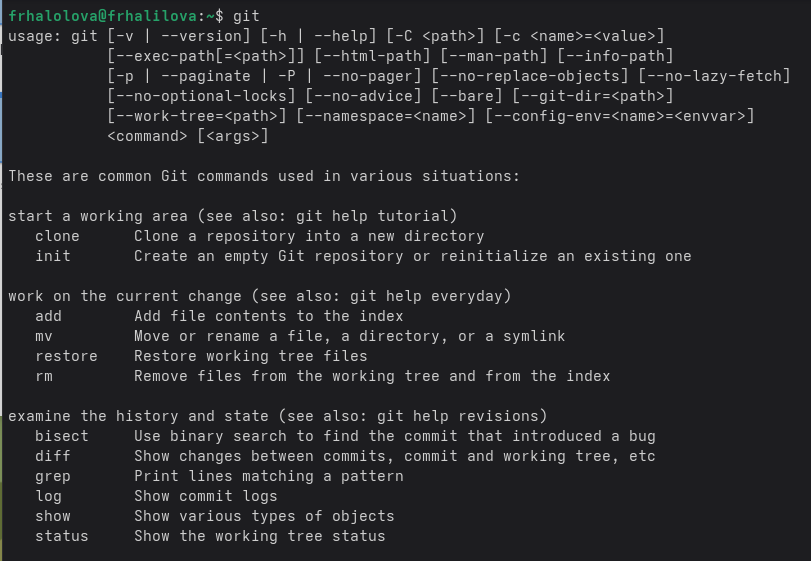 frhalolova@frhalilova:~$ git
usage: git [-v | --version] [-h | --help] [-C <path>] [-c <name>=<value>]
           [--exec-path[=<path>]] [--html-path] [--man-path] [--info-path]
           [-p | --paginate | -P | --no-pager] [--no-replace-objects] [--no-lazy-fetch]
           [--no-optional-locks] [--no-advice] [--bare] [--git-dir=<path>]
           [--work-tree=<path>] [--namespace=<name>] [--config-env=<name>=<envvar>]
           <command> [<args>]

These are common Git commands used in various situations:

start a working area (see also: git help tutorial)
   clone      Clone a repository into a new directory
   init       Create an empty Git repository or reinitialize an existing one

work on the current change (see also: git help everyday)
   add        Add file contents to the index
   mv         Move or rename a file, a directory, or a symlink
   restore    Restore working tree files
   rm         Remove files from the working tree and from the index

examine the history and state (see also: git help revisions)
   bisect     Use binary search to find the commit that introduced a bug
   diff       Show changes between commits, commit and working tree, etc
   grep       Print lines matching a pattern
   log        Show commit logs
   show       Show various types of objects
   status     Show the working tree status